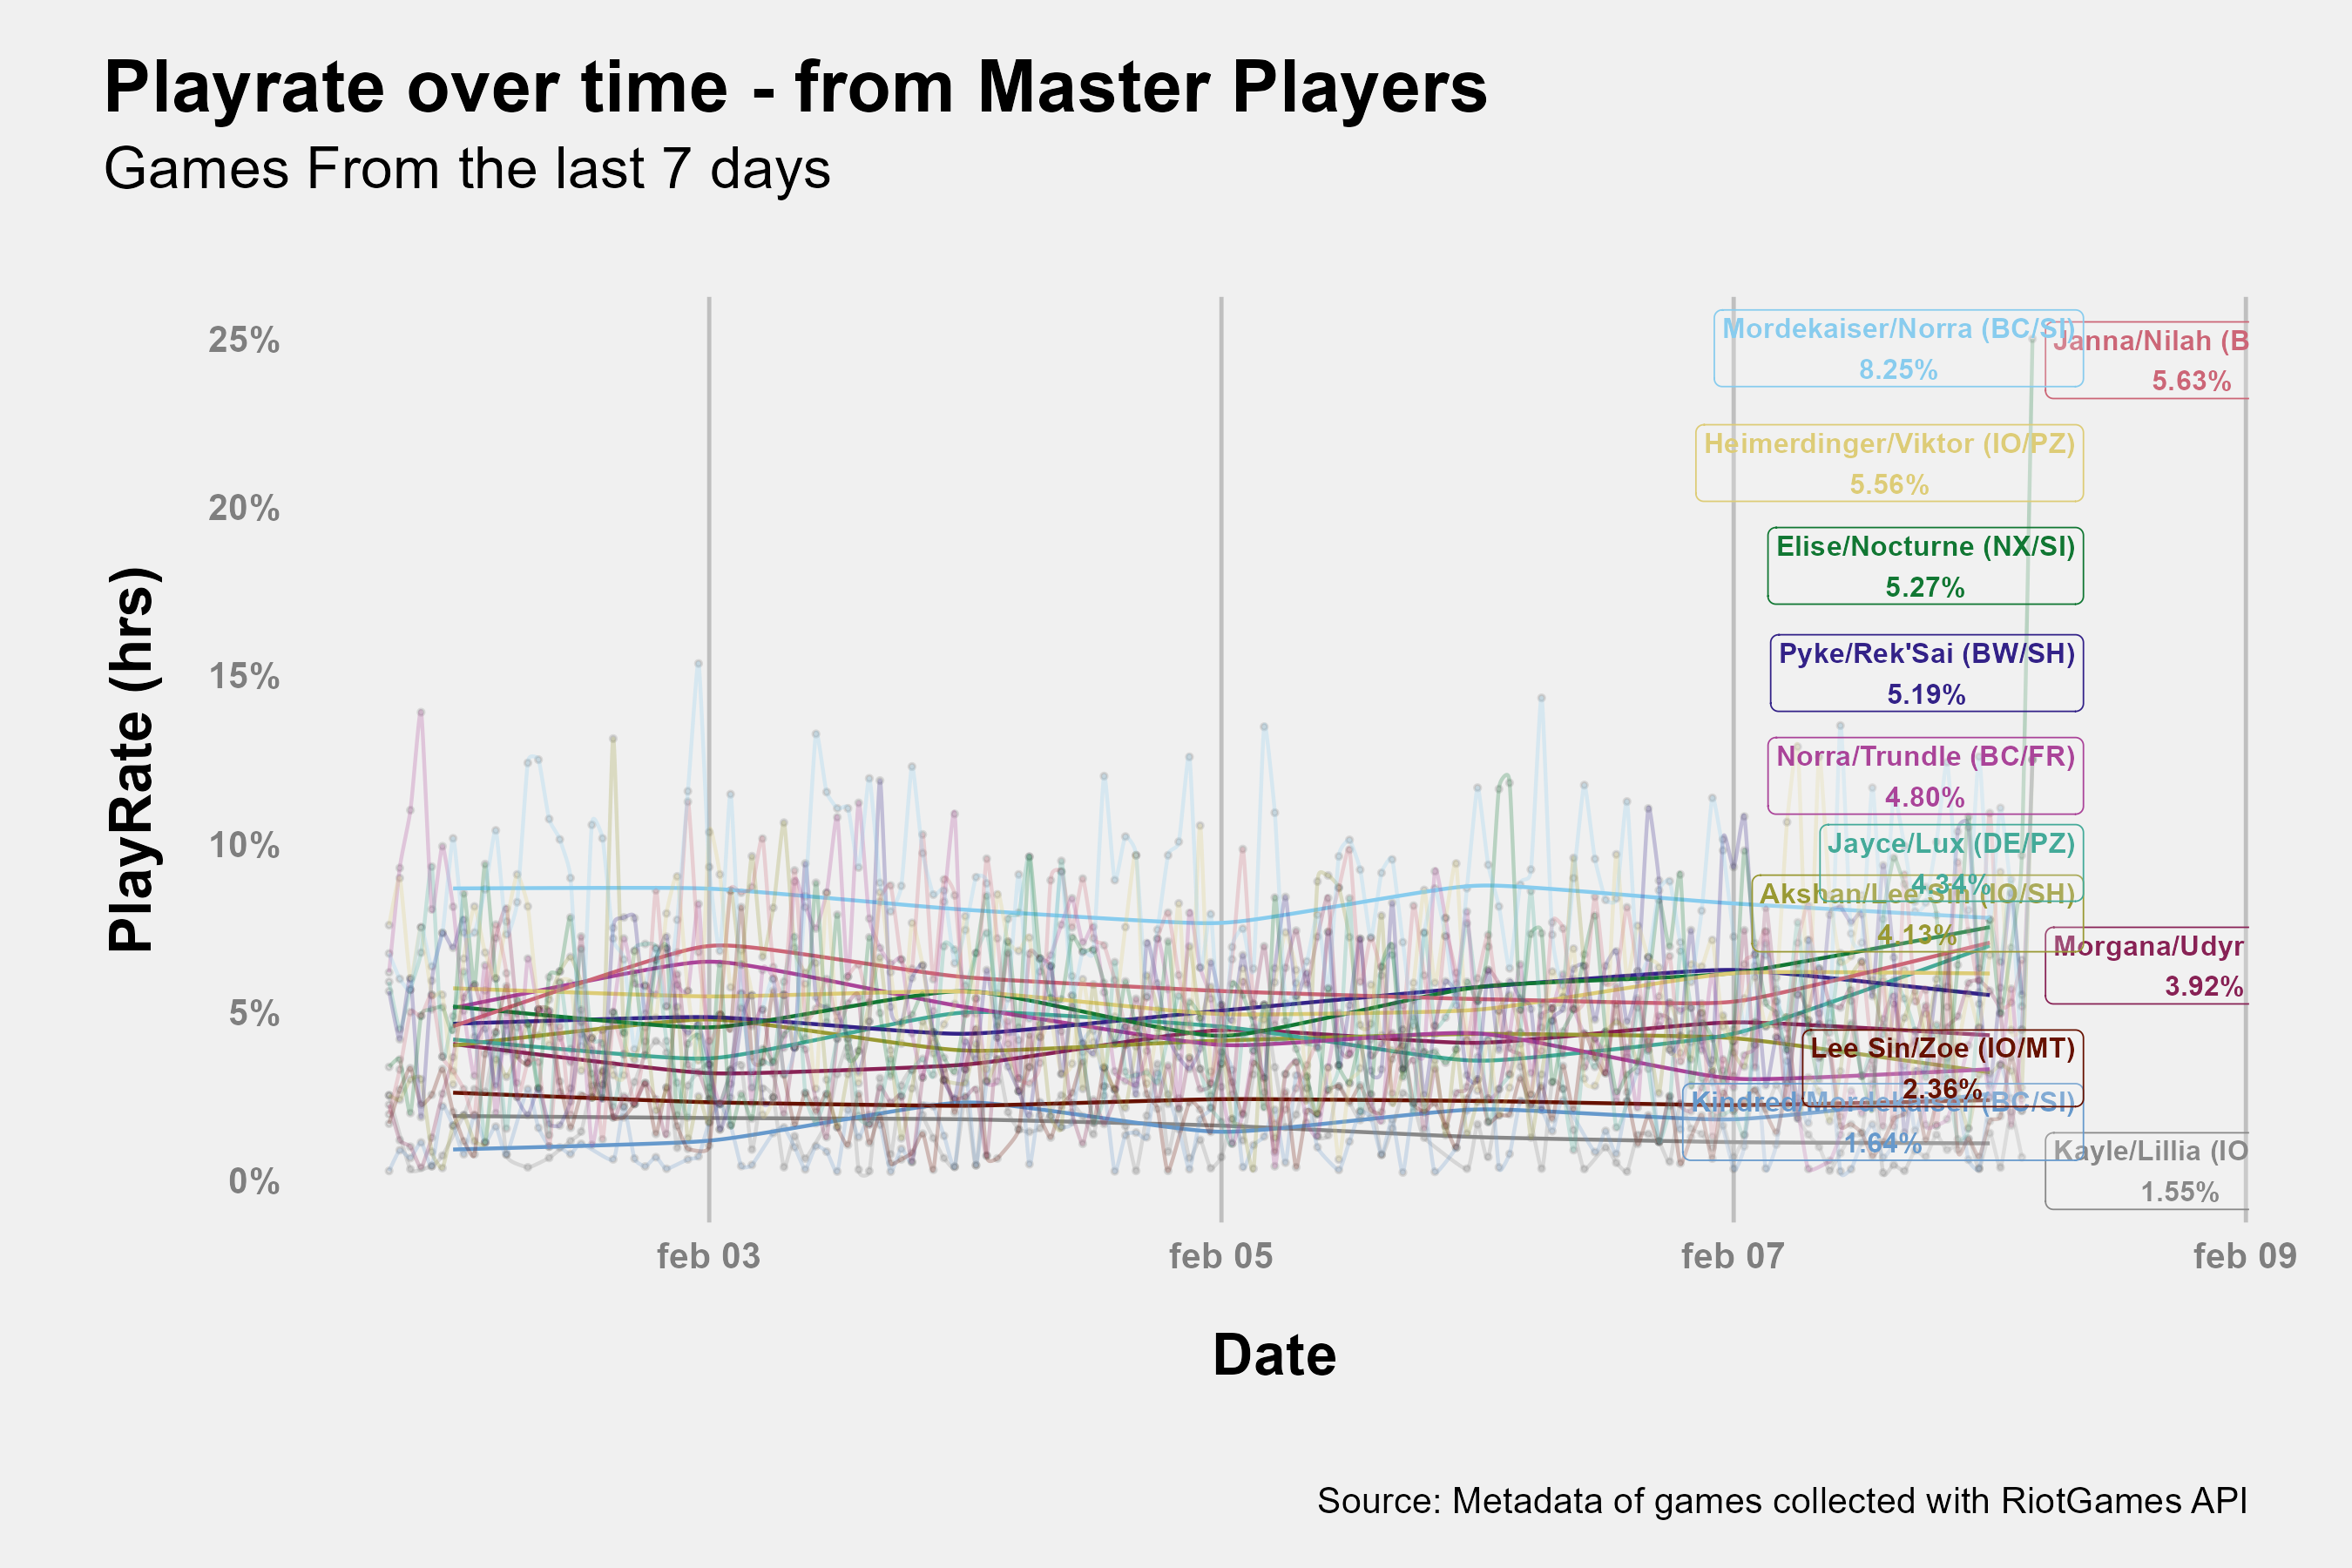 Playrate over time - from Master Players
Games From the last 7 days
PlayRate (hrs)
25%
20%
15%
10%
5%
0%
Mordekaiser/Norra (BC/SI)
8.25%
Janna/Nilah (B
5.63%
Heimerdinger/Viktor (IO/PZ)
5.56%
Elise/Nocturne (NX/SI)
5.27%
Pyke/Rek'Sai (BW/SH)
5.19%
Norra/Trundle (BC/FR)
4.80%
Jayce/Lux (DE/PZ)
4.34%
Akshan/Lee Sin (IO/SH)
4.13%
Morgana/Udyr
3.92%
Lee Sin/Zoe (IO/MT)
2.36%
Kindred/Mordekaiser (BC/SI)
1.64%
Kayle/Lillia (IO
1.55%
feb 03
feb 05
feb 07
feb 09
Date
Source: Metadata of games collected with RiotGames API